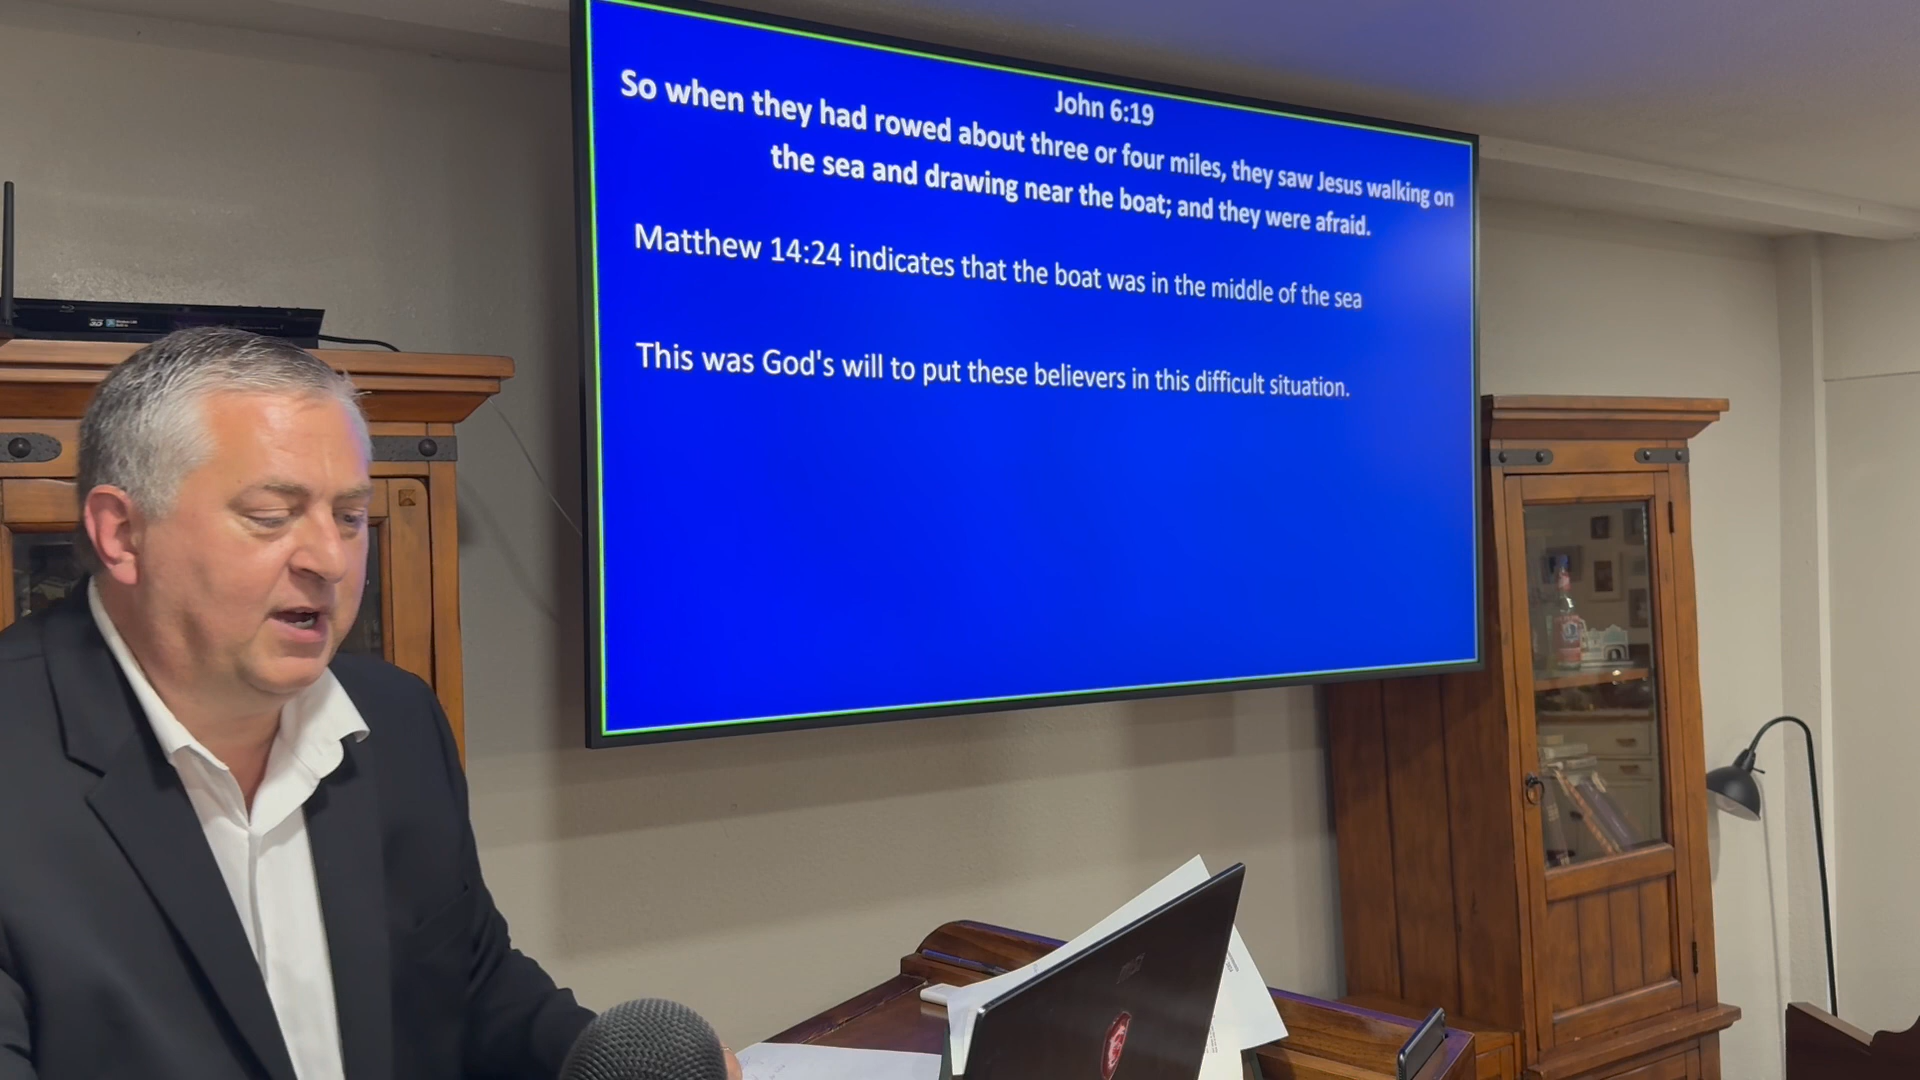 John 6:19
So when they had rowed about three or four miles, they saw Jesus walking on
the sea and drawing near the boat; and they were afraid.
Matthew 14:24 indicates that the boat was in the middle of the sea
This was God's will to put these believers in this difficult situation.
3D
msi